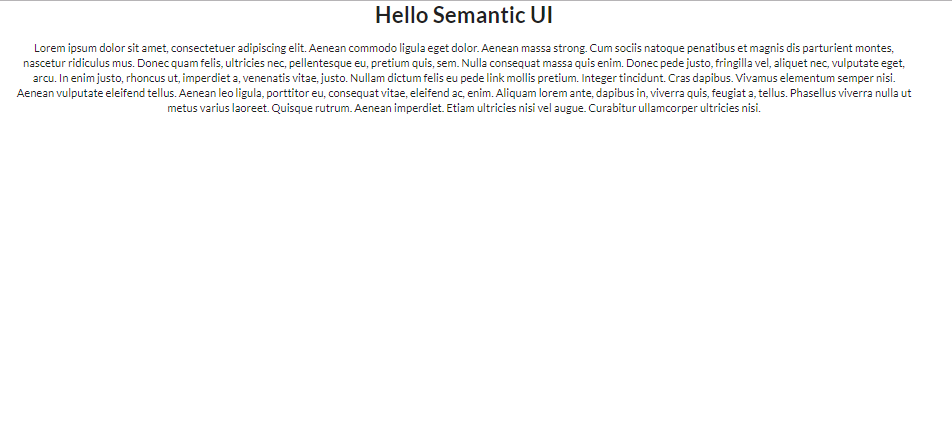 Hello Semantic UI
Lorem ipsum dolor sit amet, consectetuer adipiscing elit. Aenean commodo ligula eget dolor. Aenean massa strong. Cum sociis natoque penatibus et magnis dis parturient montes,
nascetur ridiculus mus. Donec quam felis, ultricies nec, pellentesque eu, pretium quis, sem. Nulla consequat massa quis enim. Donec pede justo, fringilla vel, aliquet nec, vulputate eget,
arcu. In enim justo, rhoncus ut, imperdiet a, venenatis vitae, justo. Nullam dictum felis eu pede link mollis pretium. Integer tincidunt. Cras dapibus. Vivamus elementum semper nisi.
Aenean vulputate eleifend tellus. Aenean leo ligula, porttitor eu, consequat vitae, eleifend ac, enim. Aliquam lorem ante, dapibus in, viverra quis, feugiat a, tellus. Phasellus viverra nulla ut
metus varius laoreet. Quisque rutrum. Aenean imperdiet. Etiam ultricies nisi vel augue. Curabitur ullamcorper ultricies nisi.